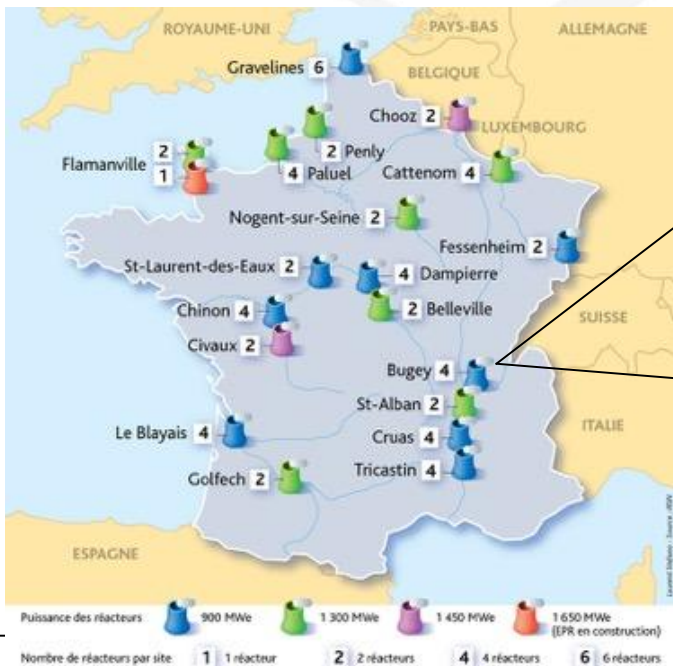 ROYAUME-UNI
PAYS-BAS
ALLEMAGNE
Gravelines 6
BELGIQUE
Chooz 2
LUXEMBOURG
2
Flamanville
1
2 Penly
4 Paluel
Cattenom 4
Nogent-sur-Seine 2
Fessenheim 2
St-Laurent-des-Eaux 2
4 Dampierre
Chinon 4
2 Belleville
SUISSE
Civaux 2
Bugey 4
St-Alban 2
ITALIE
Le Blayais 4
Cruas 4
Golfech 2
Tricastin 4
ESPAGNE
Puissance des réacteurs 900 MWe 1 300 MWe 1 450 MWe 1 650 MWe
(EPR en construction)
Nombre de réacteurs par site 1 1 réacteur 2 2 réacteurs 4 4 réacteurs 6 6 réacteurs